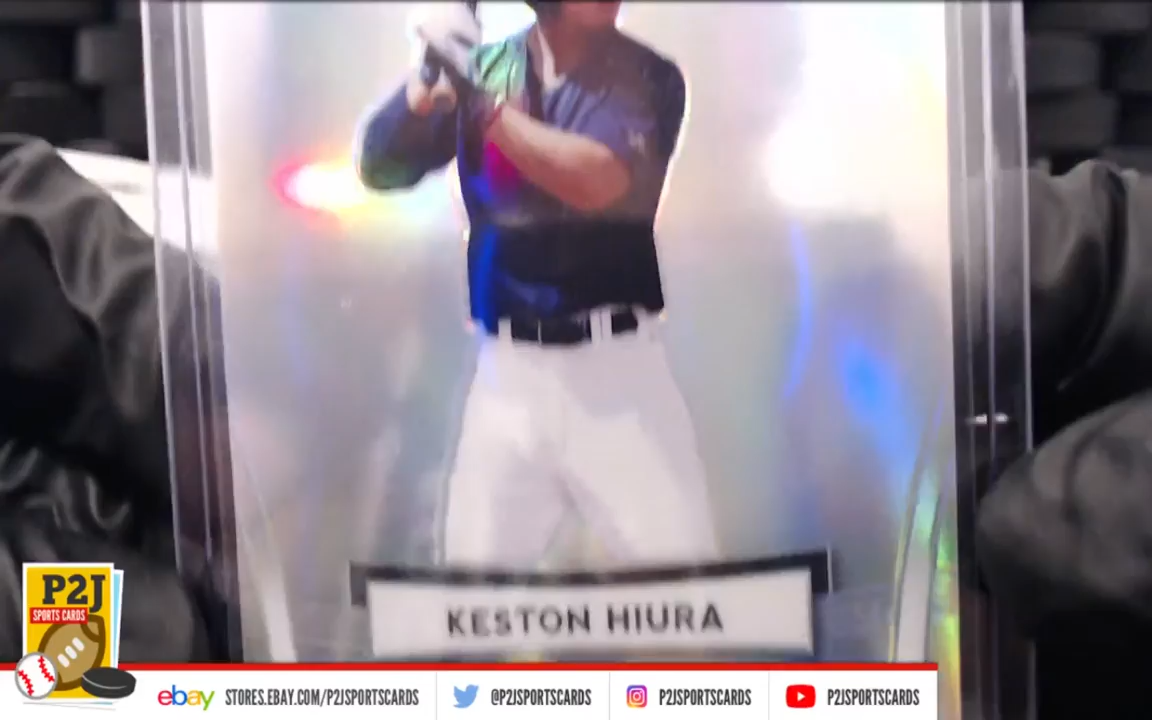 KESTON HIURA
P2J
SPORTS CARDS
ebay STORES.EBAY.COM/P2JSPORTSCARDS @P2JSPORTSCARDS P2JSPORTSCARDS P2JSPORTSCARDS